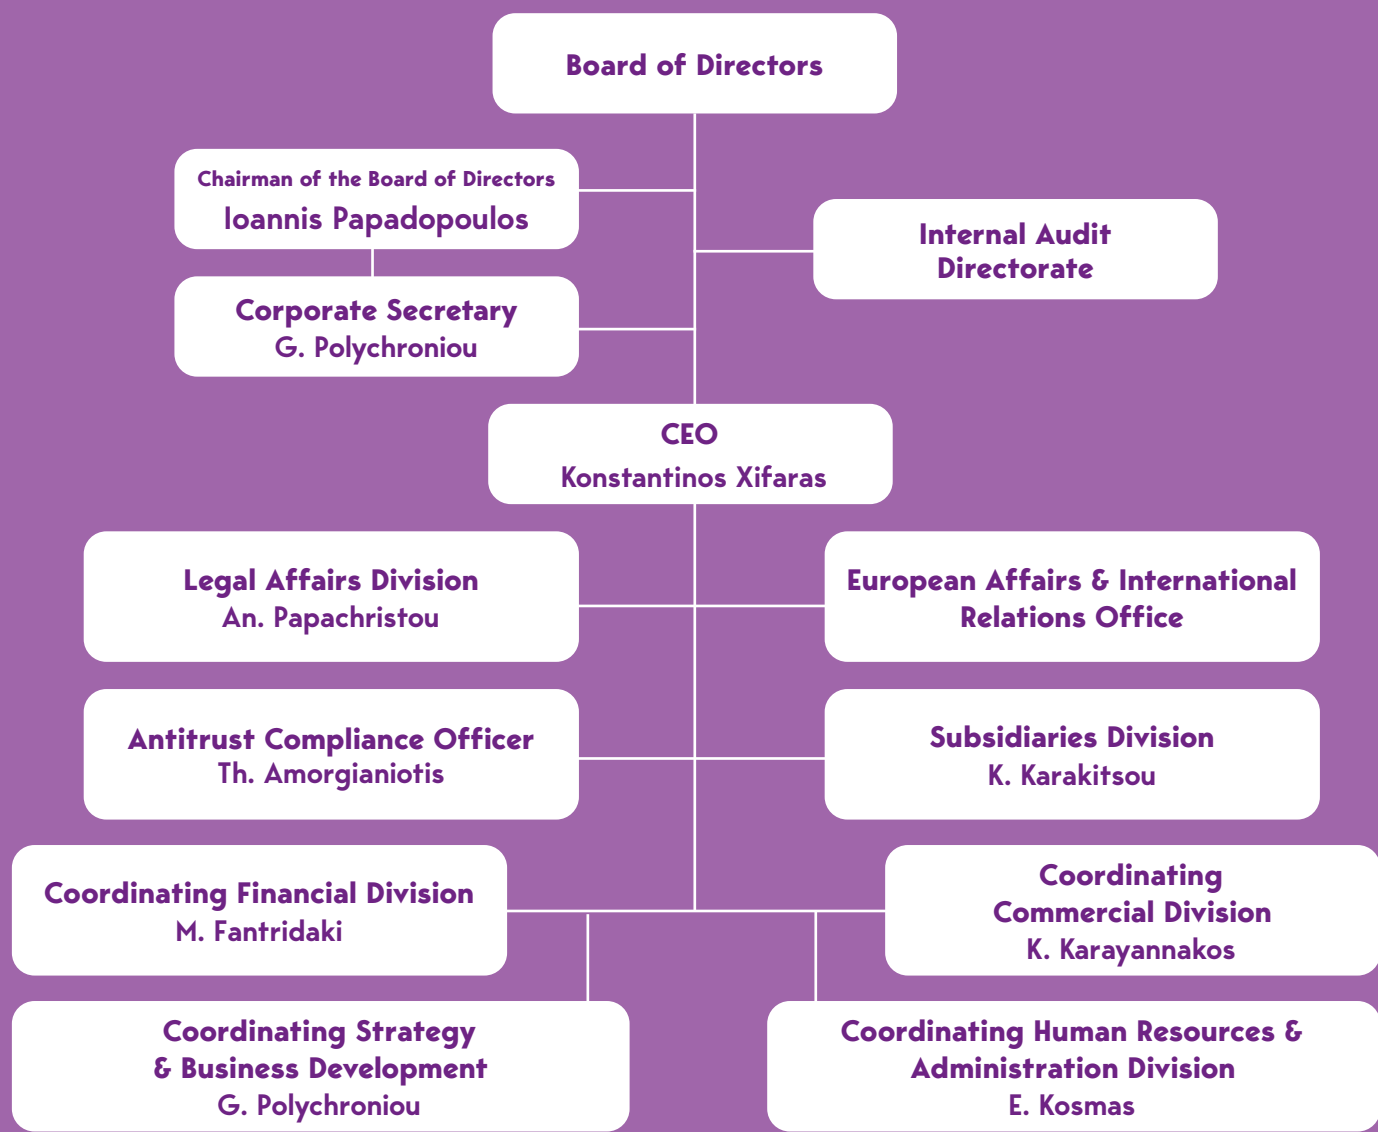 Board of Directors
Chairman of the Board of Directors
Ioannis Papadopoulos
Internal Audit
Directorate
Corporate Secretary
G. Polychroniou
CEO
Konstantinos Xifaras
Legal Affairs Division
An. Papachristou
European Affairs & International
Relations Office
Antitrust Compliance Officer
Th. Amorgianiotis
Subsidiaries Division
K. Karakitsou
Coordinating Financial Division
M. Fantridaki
Coordinating
Commercial Division
K. Karayannakos
Coordinating Strategy
& Business Development
G. Polychroniou
Coordinating Human Resources &
Administration Division
E. Kosmas